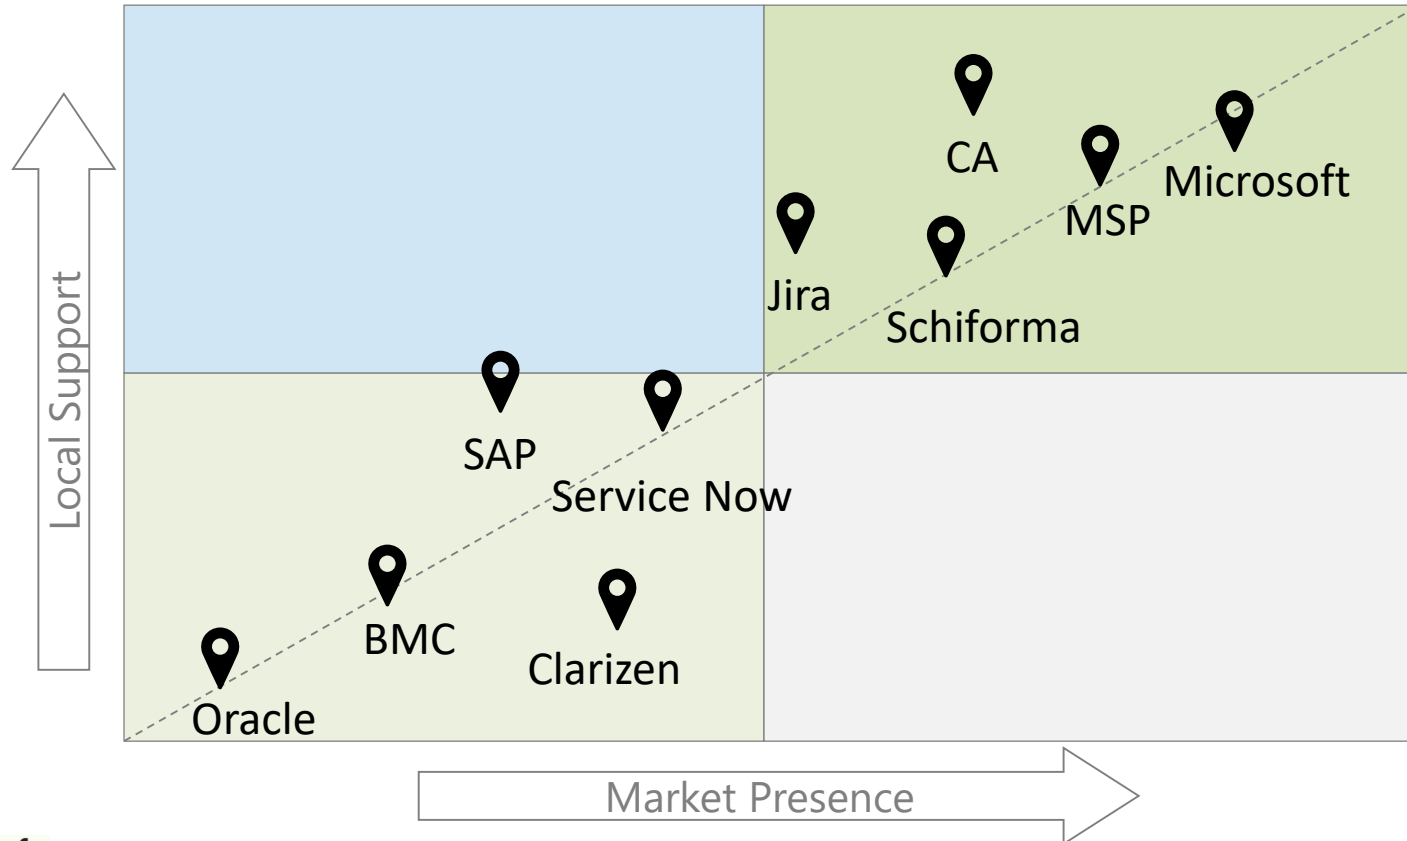 CA
Microsoft
MSP
Jira
Schiforma
Local Support
SAP
Service Now
BMC
Clarizen
Oracle
Market Presence